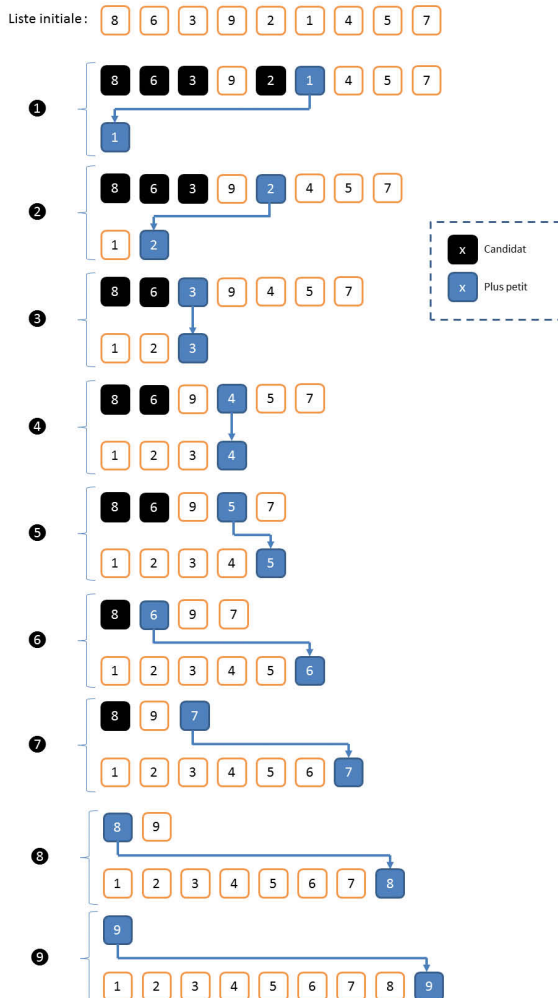 Liste initiale : 8 6 3 9 2 1 4 5 7
8 6 3 9 2 1 4 5 7
❶
1
8 6 3 9 2 4 5 7
❷
1 2
x Candidat
x Plus petit
8 6 3 9 4 5 7
❸
1 2 3
8 6 9 4 5 7
❹
1 2 3 4
8 6 9 5 7
❺
1 2 3 4 5
8 6 9 7
❻
1 2 3 4 5 6
8 9 7
❼
1 2 3 4 5 6 7
8 9
❽
1 2 3 4 5 6 7 8
9
❾
1 2 3 4 5 6 7 8 9